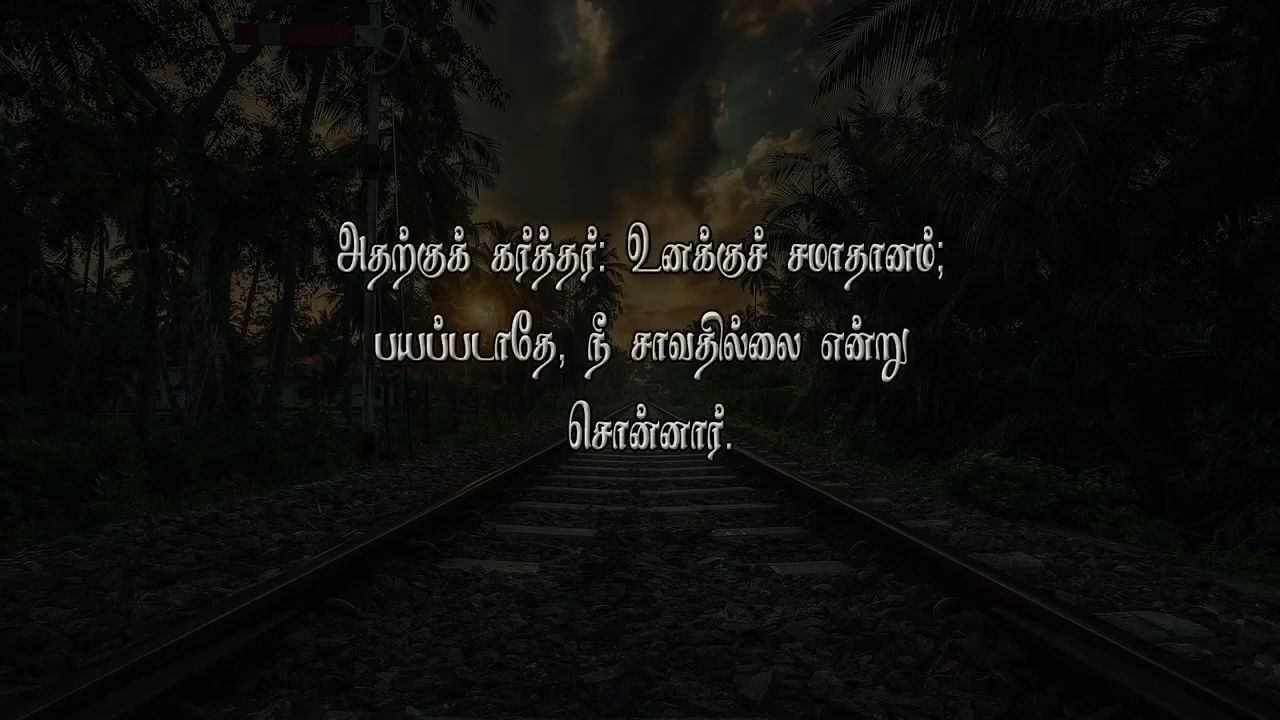 அதற்குக் கர்த்தர்: உனக்குச் சமாதானம்;
பயப்படாதே, நீ சாவதில்லை என்று
சொன்னார்.